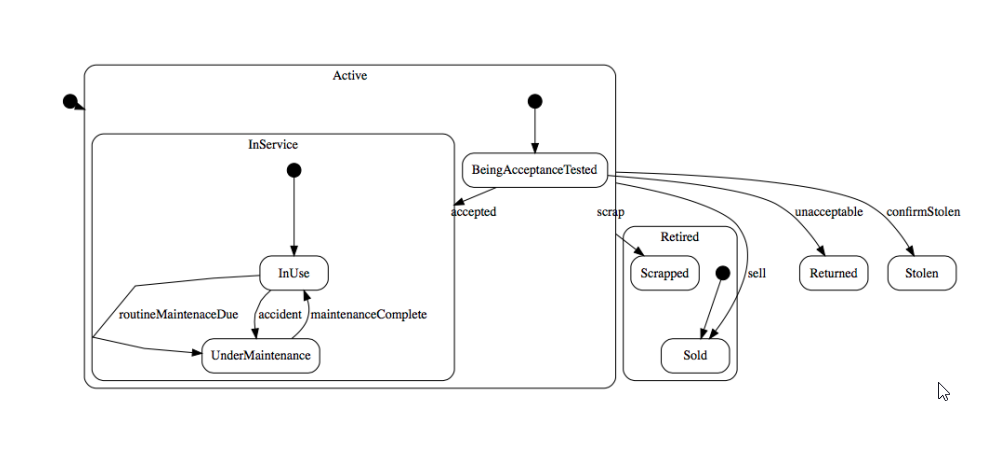 Active
InService
BeingAcceptanceTested
accepted
scrap
unacceptable
confirmStolen
Retired
InUse
Scrapped
sell
Returned
Stolen
routineMaintenaceDue
accident
maintenanceComplete
UnderMaintenance
Sold